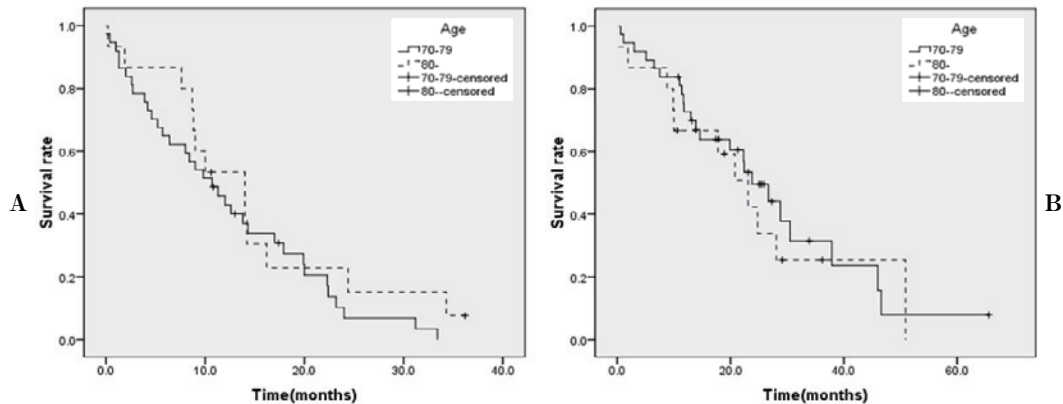 A
Survival rate
1.0
0.8
0.6
0.4
0.2
0.0
0.0 10.0 20.0 30.0 40.0
Time(months)
Age
70-79
80-
70-79-censored
80--censored
B
Survival rate
1.0
0.8
0.6
0.4
0.2
0.0
0.0 20.0 40.0 60.0
Time(months)
Age
70-79
80-
70-79-censored
80--censored